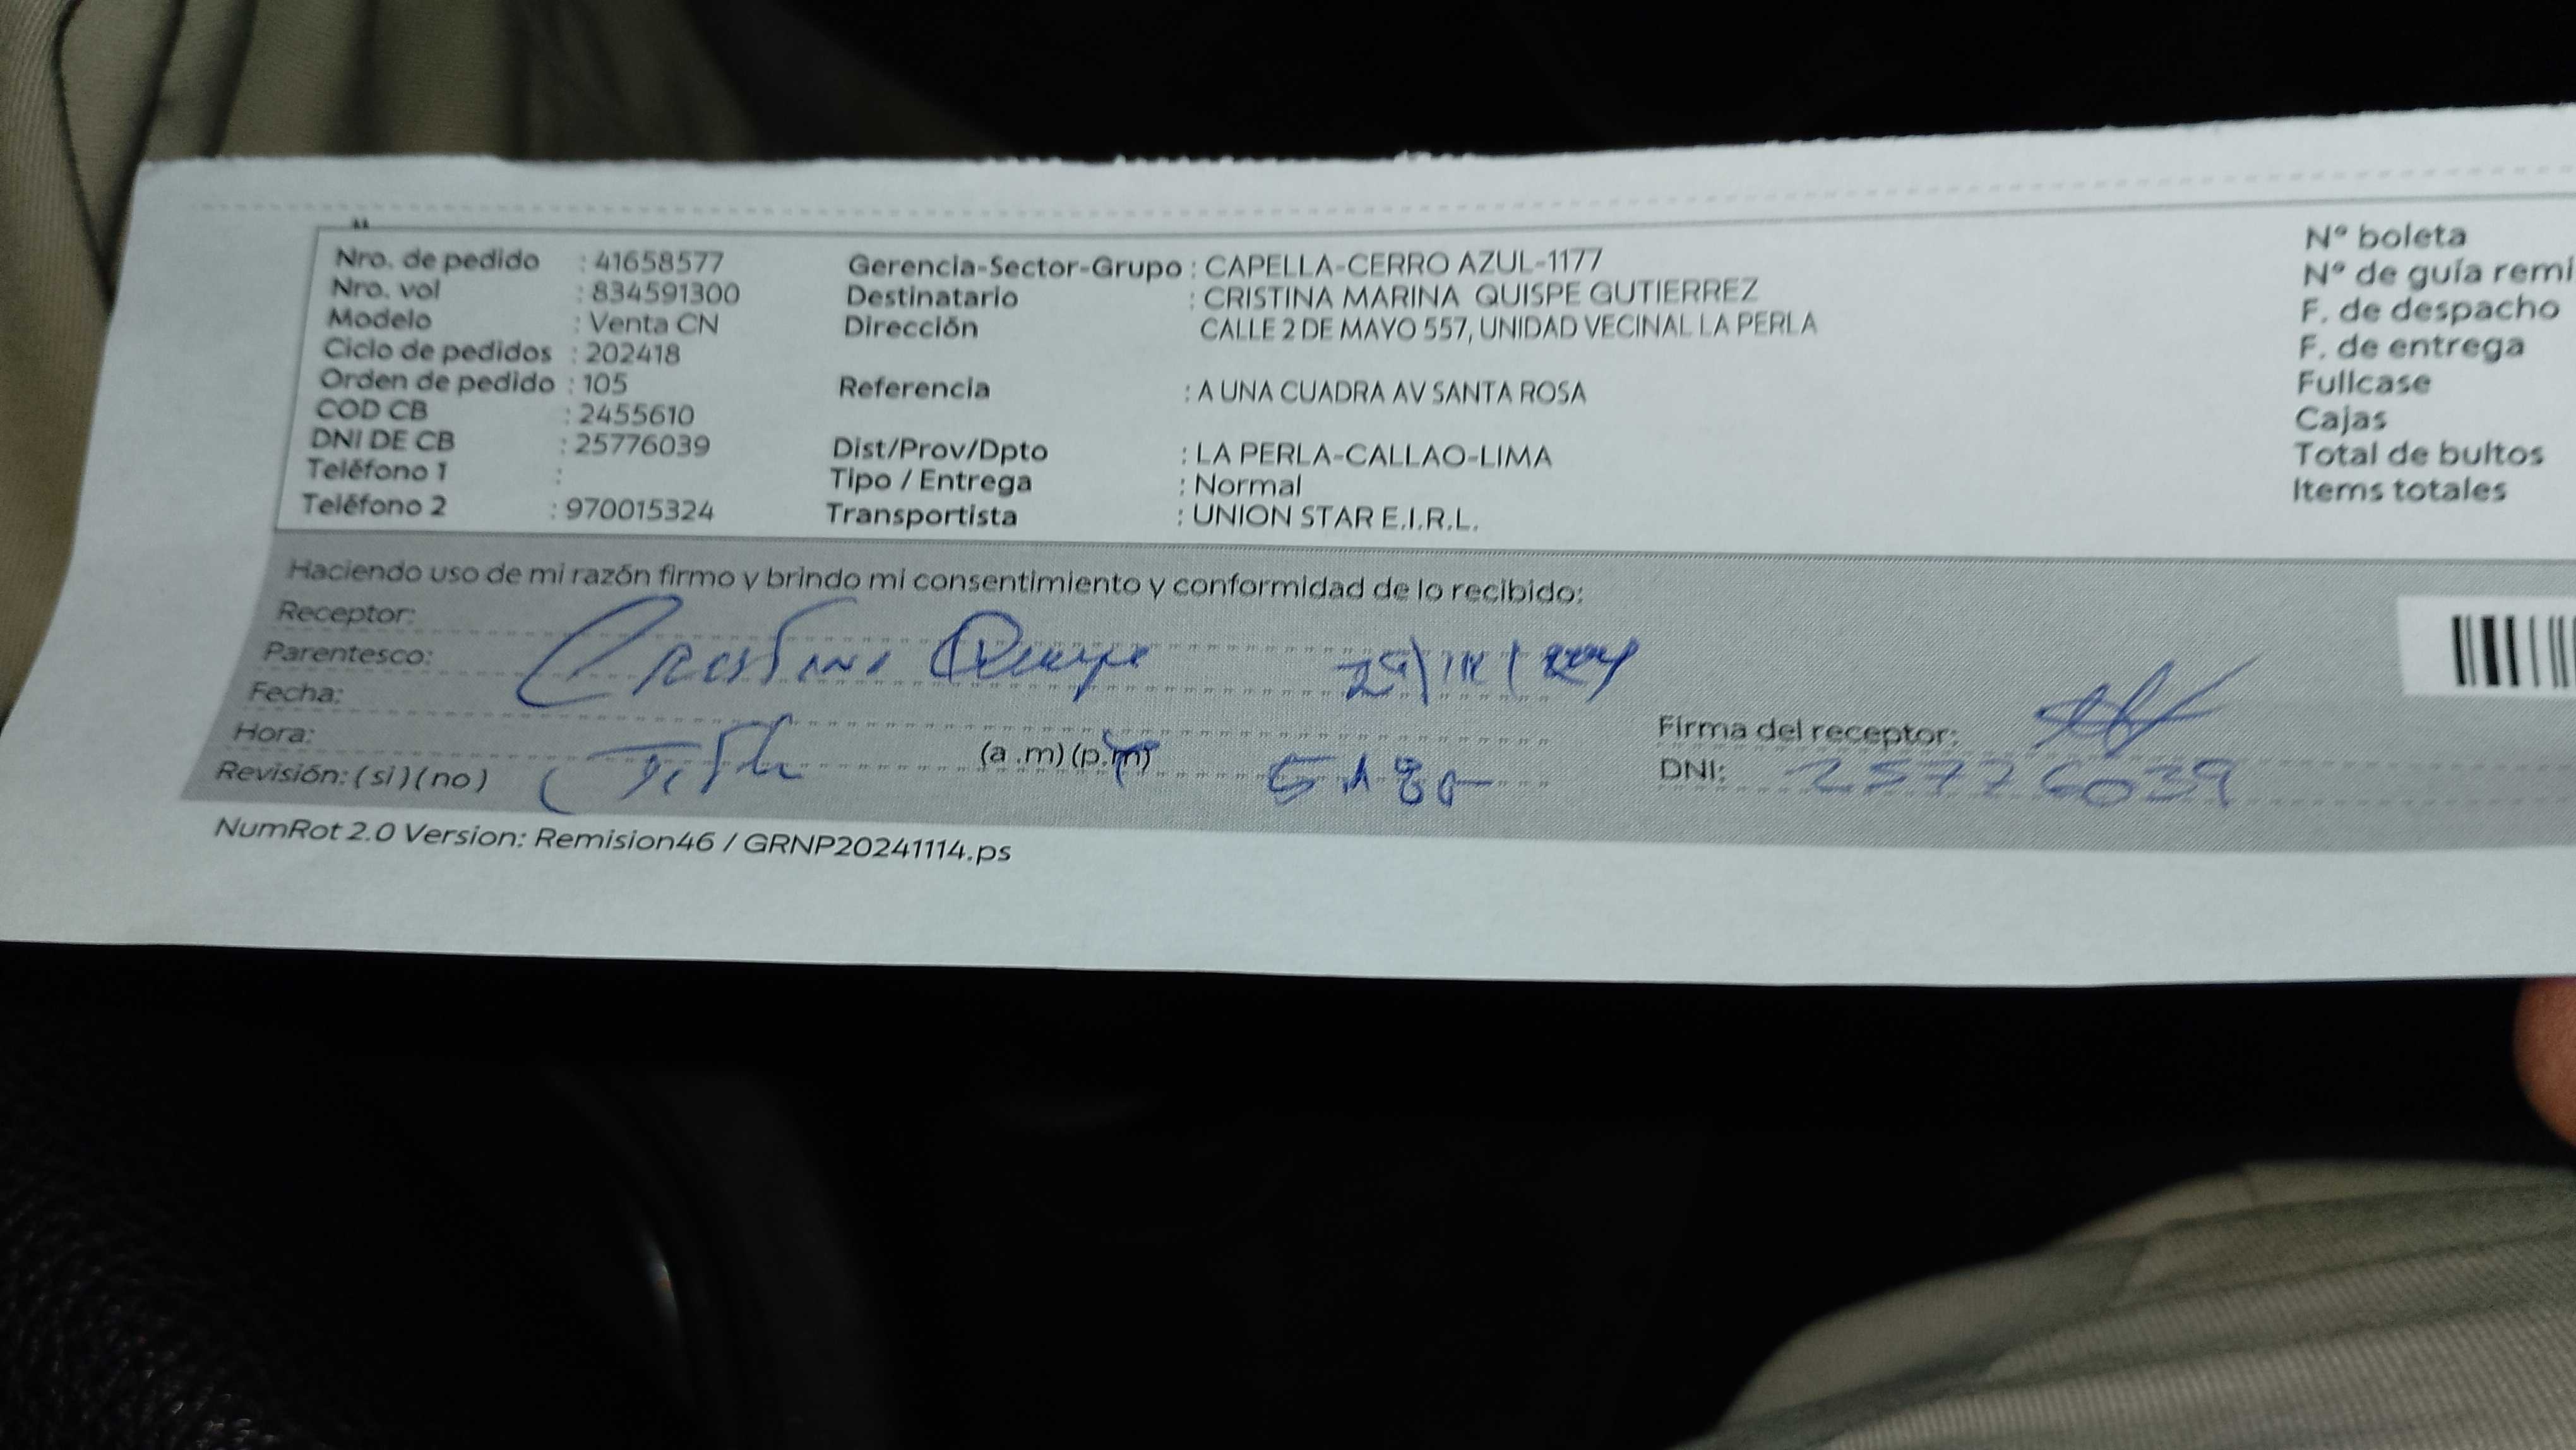 Nro. de pedido : 41658577
Nro. vol : 834591300
Modelo : Venta CN
Ciclo de pedidos : 202418
Orden de pedido : 105
COD CB : 2455610
DNI DE CB : 25776039
Teléfono 1 :
Teléfono 2 : 970015324
Gerencia-Sector-Grupo : CAPELLA-CERRO AZUL-1177
Destinatario : CRISTINA MARINA QUISPE GUTIERREZ
Dirección CALLE 2 DE MAYO 557, UNIDAD VECINAL LA PERLA
Referencia : A UNA CUADRA AV SANTA ROSA
Dist/Prov/Dpto : LA PERLA-CALLAO-LIMA
Tipo / Entrega : Normal
Transportista : UNION STAR E.I.R.L.
Nº boleta
Nº de guía remi
F. de despacho
F. de entrega
Fullcase
Cajas
Total de bultos
Items totales
Haciendo uso de mi razón firmo y brindo mi consentimiento y conformidad de lo recibido:
Receptor:
Parentesco:
Fecha:
Hora: (a .m) (p.m)
Revisión: (si) (no)
Firma del receptor:
DNI: 25776039
NumRot 2.0 Version: Remision46 / GRNP20241114.ps